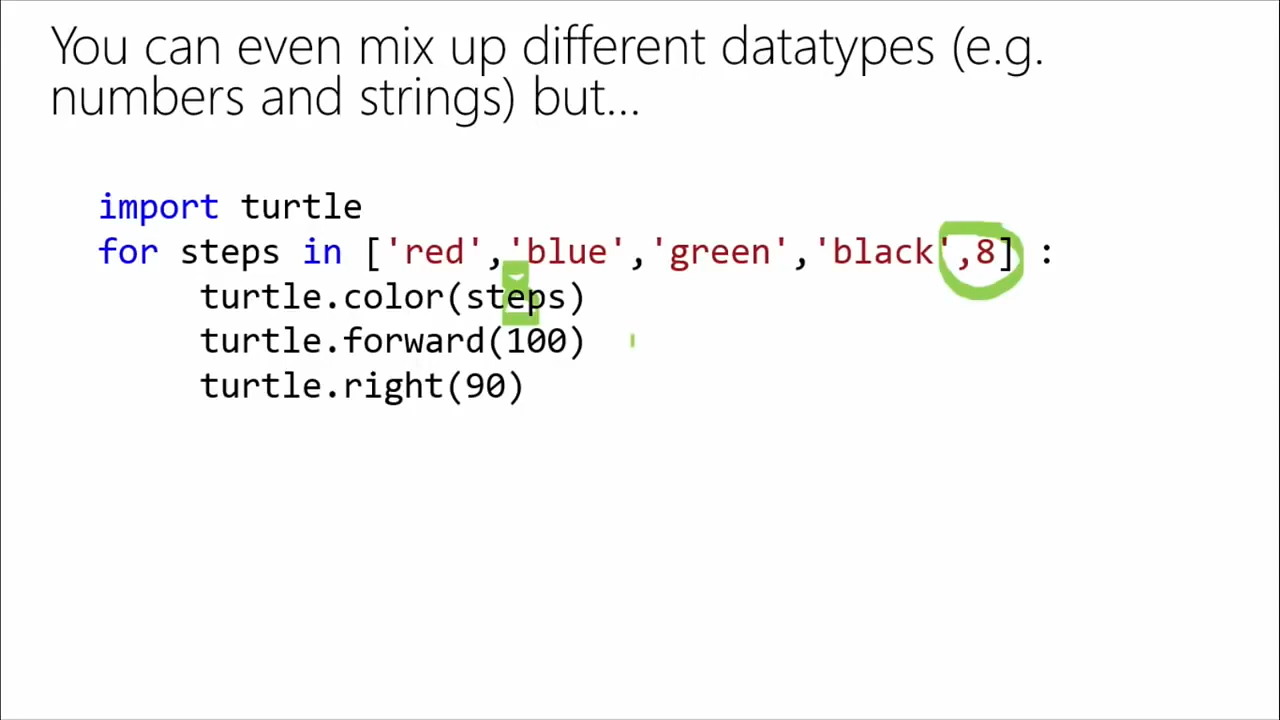 You can even mix up different datatypes (e.g.
numbers and strings) but...
import turtle
for steps in ['red','blue','green','black',8] :
turtle.color(steps)
turtle.forward(100)
turtle.right(90)